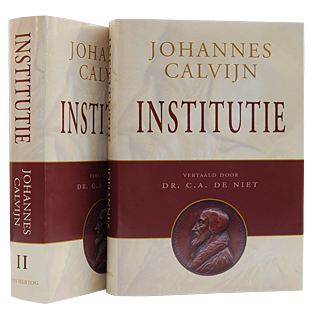 INSTITUTIE
JOHANNES
CALVIJN
II
JOHANNES
CALVIJN
INSTITUTIE
VERTAALD DOOR
DR. C.A. DE NIET